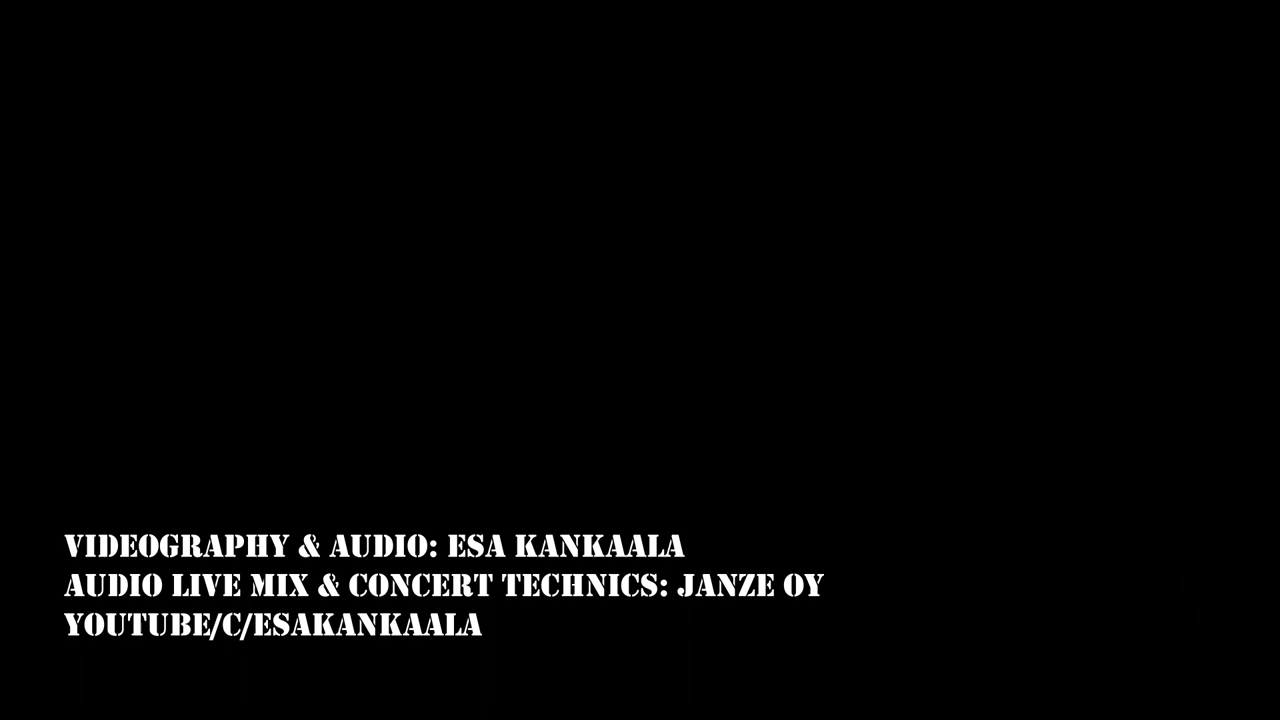 VIDEOGRAPHY & AUDIO: ESA KANKAALA
AUDIO LIVE MIX & CONCERT TECHNICS: JANZE OY
YOUTUBE/C/ESAKANKAALA